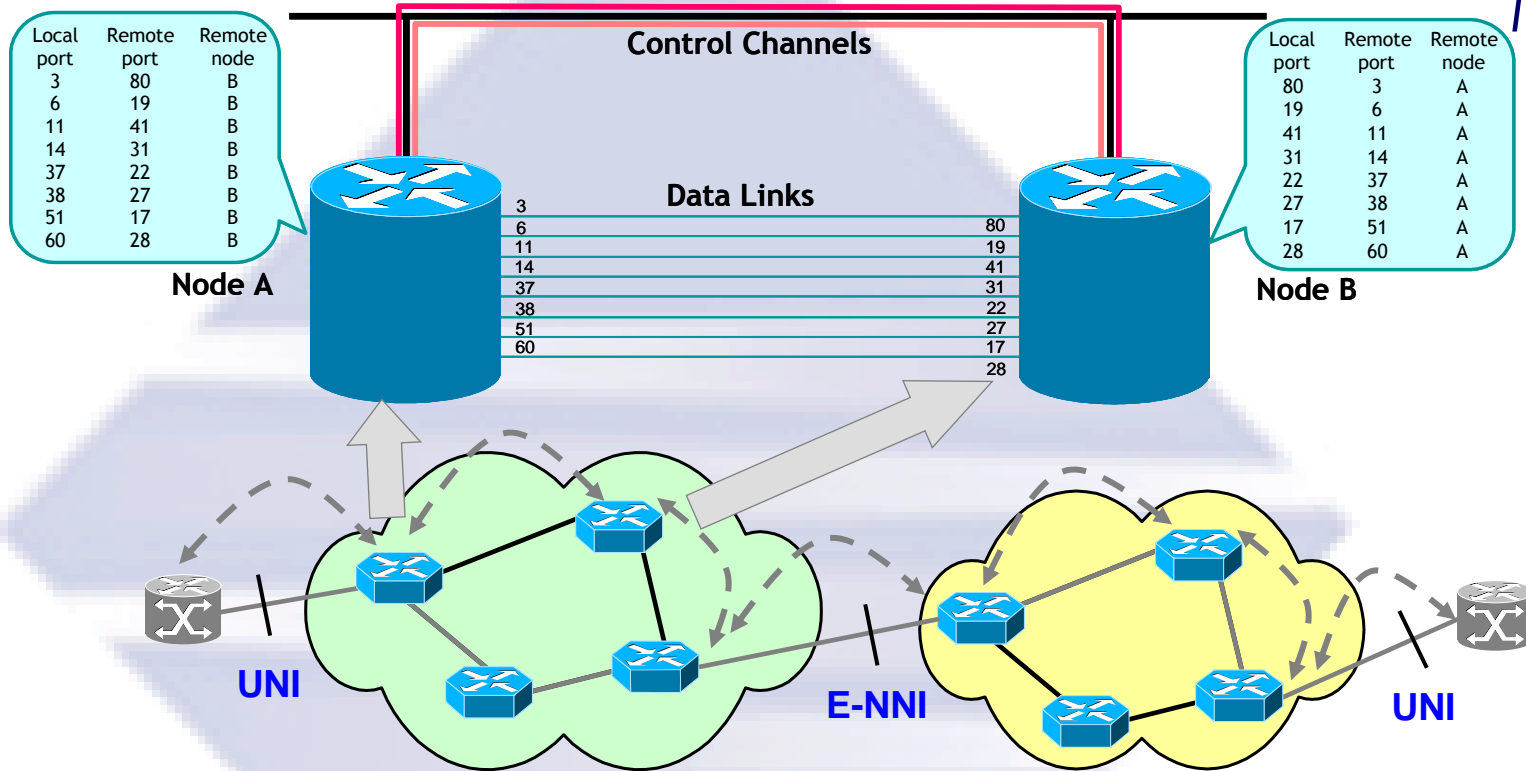 Control Channels
Local Remote Remote
port port node
3 80 B
6 19 B
11 41 B
14 31 B
37 22 B
38 27 B
51 17 B
60 28 B
Node A
Local Remote Remote
port port node
80 3 A
19 6 A
41 11 A
31 14 A
22 37 A
27 38 A
17 51 A
28 60 A
Node B
Data Links
3
6
11
14
37
38
51
60
80
19
41
31
22
27
17
28
UNI
E-NNI
UNI